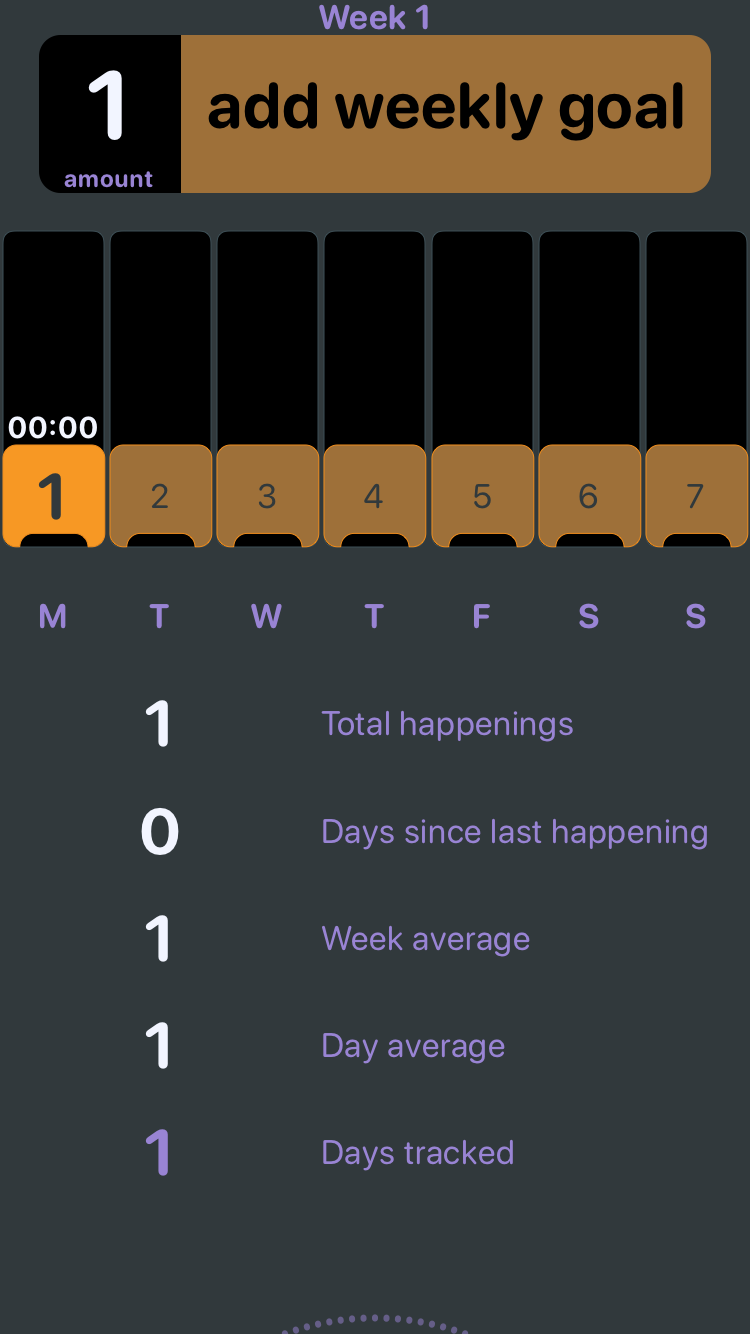 Week 1
1
amount
add weekly goal
00:00
1 2 3 4 5 6 7
M T W T F S S
1 Total happenings
0 Days since last happening
1 Week average
1 Day average
1 Days tracked